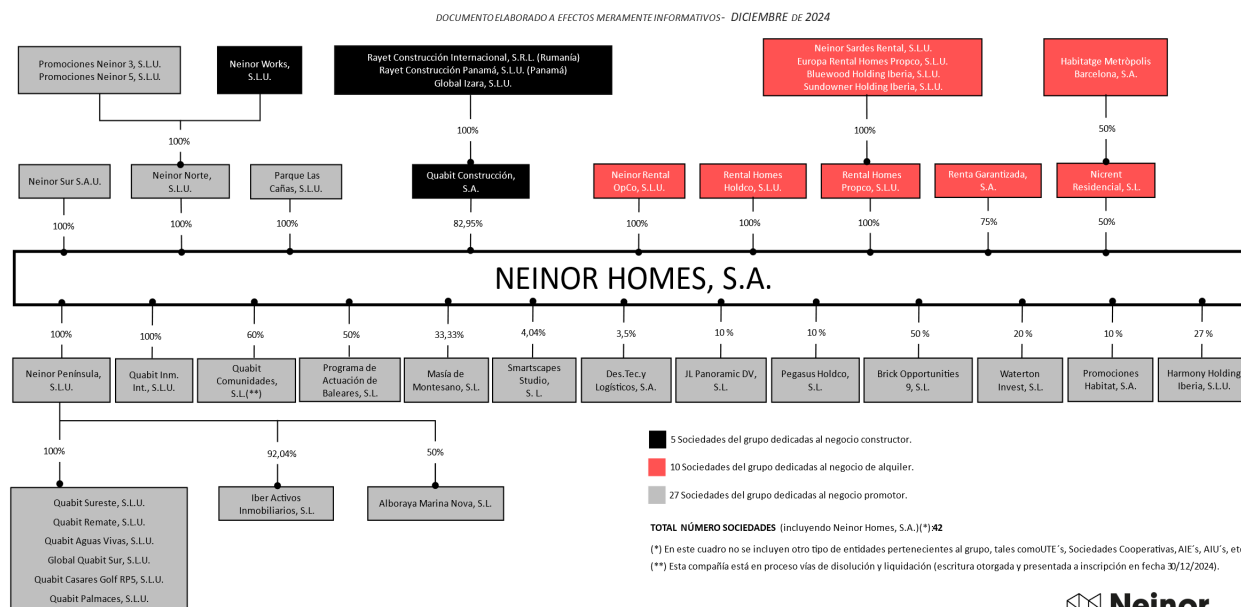 DOCUMENTO ELABORADO A EFECTOS MERAMENTE INFORMATIVOS- DICIEMBRE DE 2024
Promociones Neinor 3, S.L.U.
Promociones Neinor 5, S.L.U.
Neinor Works,
S.L.U.
Rayet Construcción Internacional, S.R.L. (Rumanía)
Rayet Construcción Panamá, S.L.U. (Panamá)
Global Izara, S.L.U.
Neinor Sardes Rental, S.L.U.
Europa Rental Homes Propco, S.L.U.
Bluewood Holding Iberia, S.L.U.
Sundowner Holding Iberia, S.L.U.
Habitatge Metròpolis
Barcelona, S.A.
100%
100%
100%
50%
Neinor Sur S.A.U.
Neinor Norte,
S.L.U.
Parque Las
Cañas, S.L.U.
Quabit Construcción,
S.A.
Neinor Rental
OpCo, S.L.U.
Rental Homes
Holdco, S.L.U.
Rental Homes
Propco, S.L.U.
Renta Garantizada,
S.A.
Nicrent
Residencial, S.L.
100%
100%
100%
82,95%
100%
100%
100%
75%
50%
NEINOR HOMES, S.A.
100%
100%
60%
50%
33,33%
4,04%
3,5%
10 %
10 %
50 %
20 %
10 %
27 %
Neinor Península,
S.L.U.
Quabit Inm.
Int., S.L.U.
Quabit
Comunidades,
S.L.(**)
Programa de
Actuación de
Baleares, S.L.
Masía de
Montesano, S.L.
Smartscapes
Studio,
S. L.
Des.Tec.y
Logísticos, S.A.
JL Panoramic DV,
S.L.
Pegasus Holdco,
S.L.
Brick Opportunities
9, S.L.
Waterton
Invest, S.L.
Promociones
Habitat, S.A.
Harmony Holding
Iberia, S.L.U.
100%
92,04%
50%
Quabit Sureste, S.L.U.
Quabit Remate, S.L.U.
Quabit Aguas Vivas, S.L.U.
Global Quabit Sur, S.L.U.
Quabit Casares Golf RP5, S.L.U.
Quabit Palmaces, S.L.U.
Iber Activos
Inmobiliarios, S.L.
Alboraya Marina Nova, S.L.
5 Sociedades del grupo dedicadas al negocio constructor.
10 Sociedades del grupo dedicadas al negocio de alquiler.
27 Sociedades del grupo dedicadas al negocio promotor.
TOTAL NÚMERO SOCIEDADES (incluyendo Neinor Homes, S.A.)(*):42
(*) En este cuadro no se incluyen otro tipo de entidades pertenecientes al grupo, tales comoUTE´s, Sociedades Cooperativas, AIE´s, AIU´s, etc
(**) Esta compañía está en proceso vías de disolución y liquidación (escritura otorgada y presentada a inscripción en fecha 30/12/2024).
Neinor